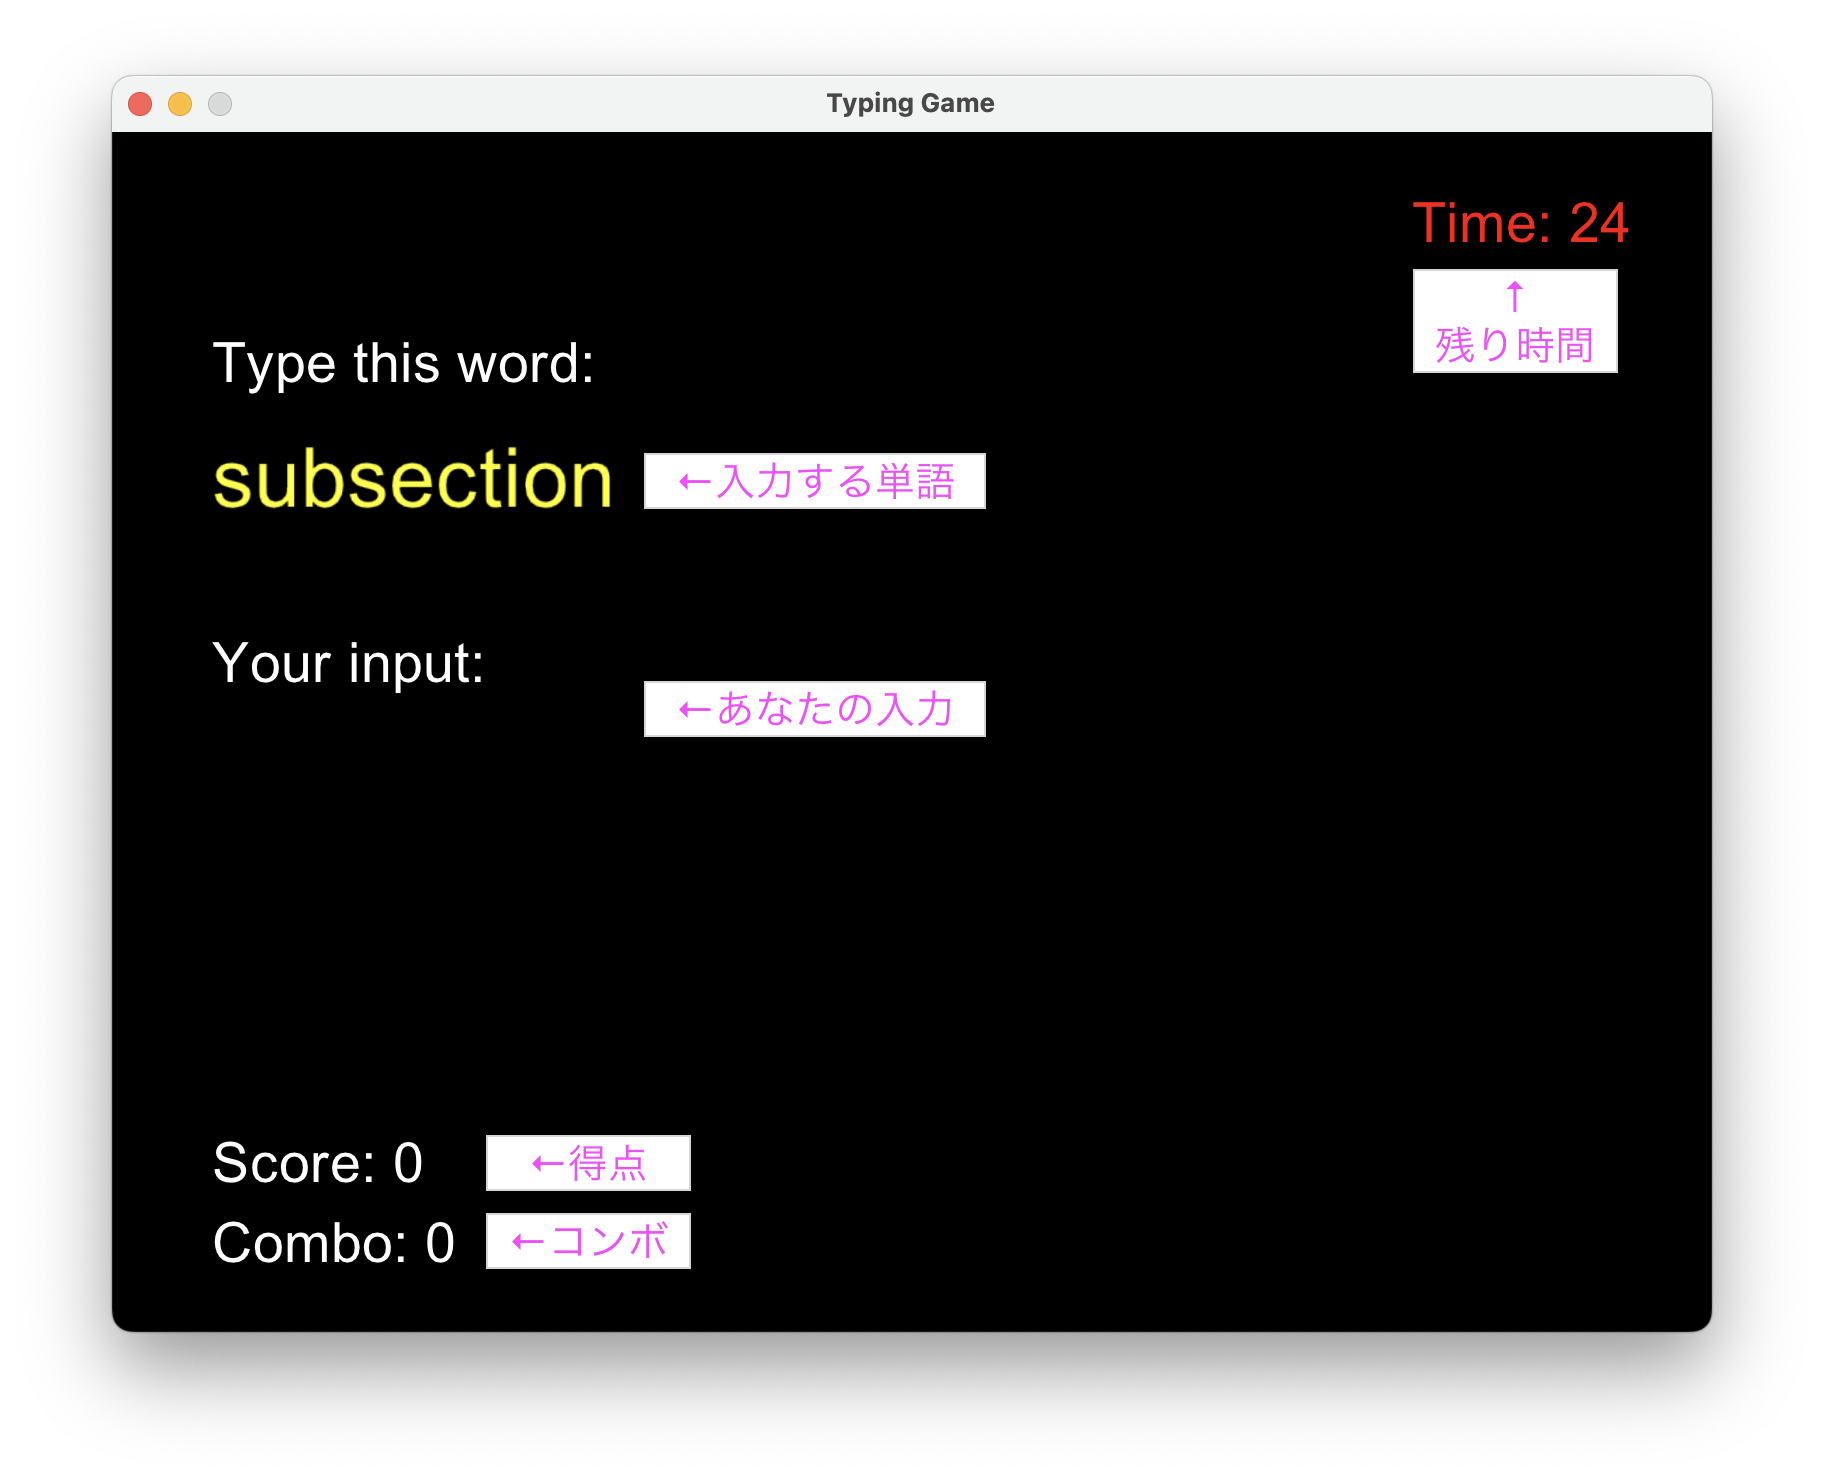 Typing Game
Time: 24
↑
残り時間
Type this word:
subsection
←入力する単語
Your input:
←あなたの入力
Score: 0
←得点
Combo: 0
←コンボ